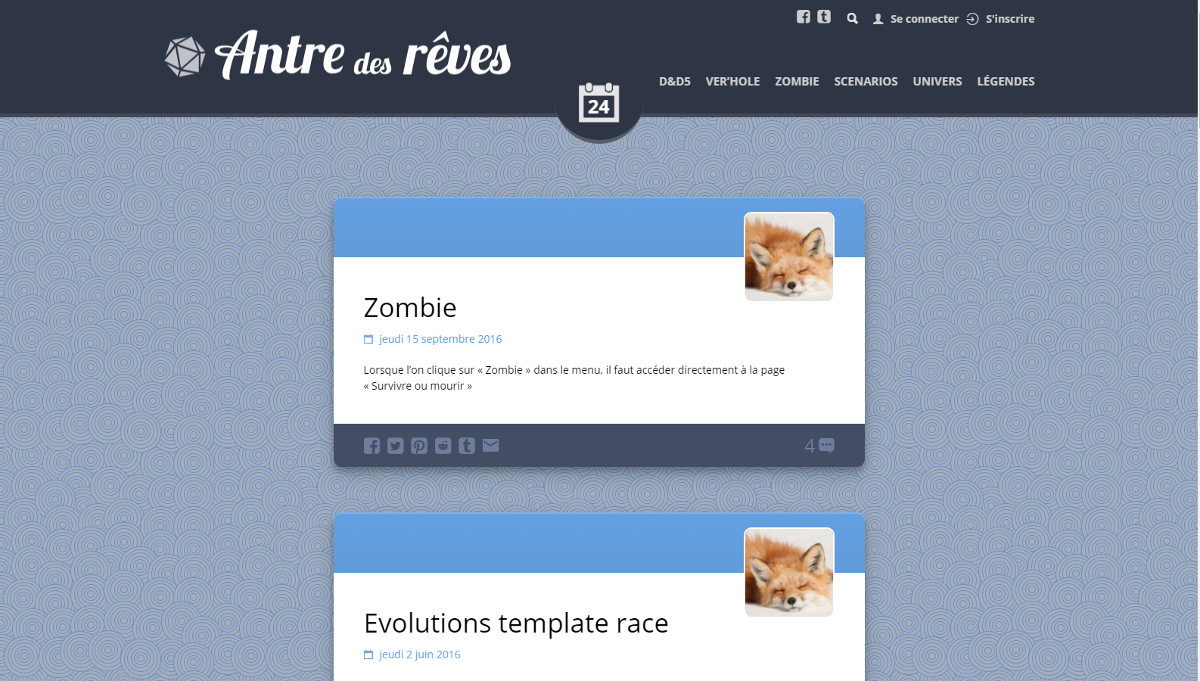 Se connecter
S'inscrire
Antre des rêves
D&D5
VER'HOLE
ZOMBIE
SCENARIOS
UNIVERS
LÉGENDES
24
Zombie
jeudi 15 septembre 2016
Lorsque l'on clique sur « Zombie » dans le menu, il faut accéder directement à la page
« Survivre ou mourir »
4
Evolutions template race
jeudi 2 juin 2016